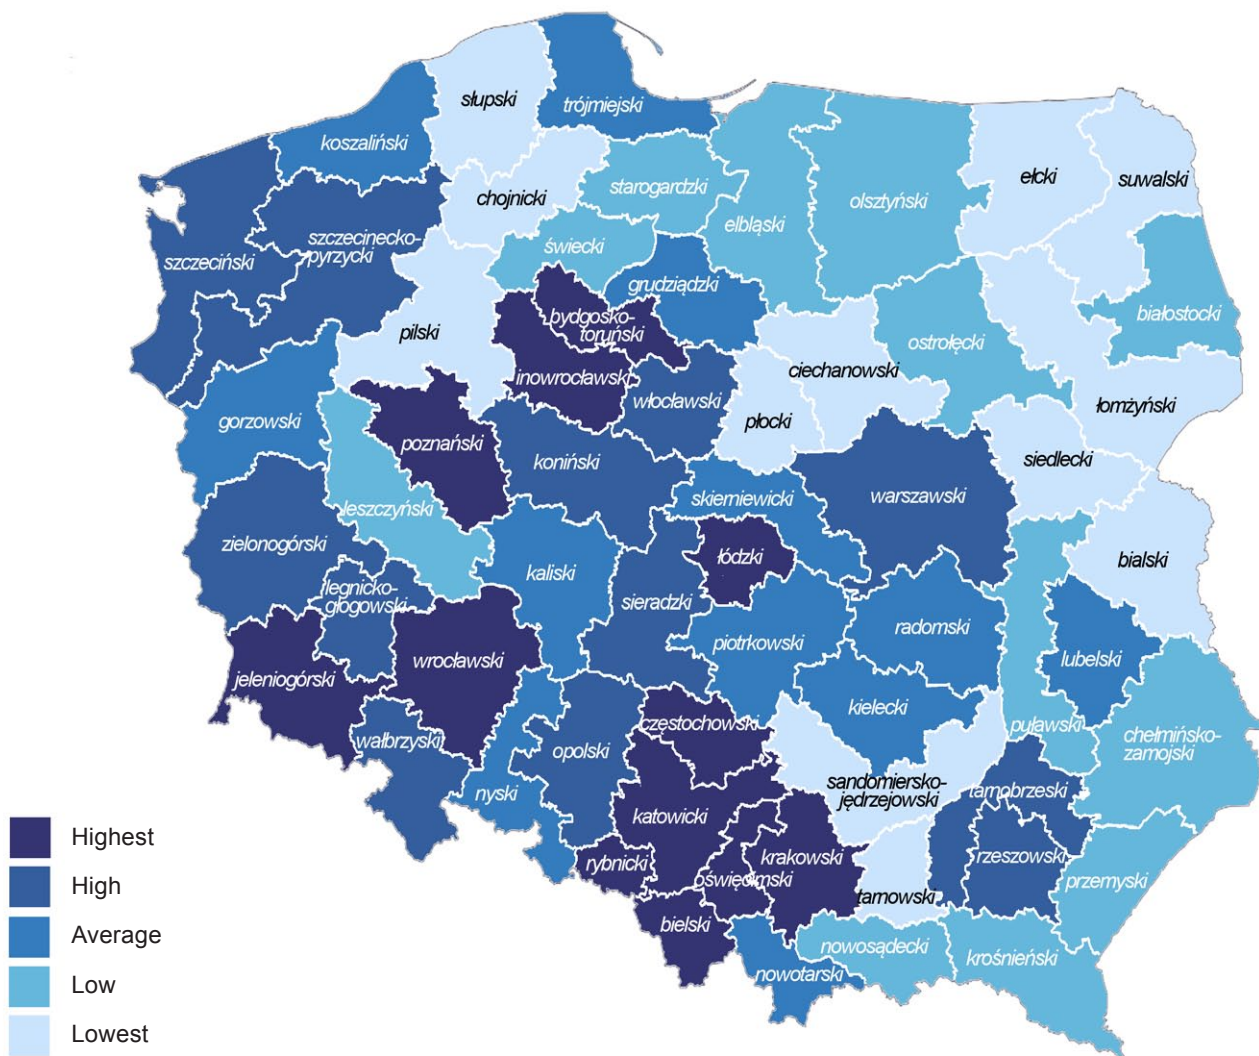 słupski
trójmiejski
koszaliński
ełcki
suwalski
chojnicki
starogardzki
olsztyński
elbląski
szczecinecko-
pyrzycki
szczeciński
świecki
grudziądzki
bydgosko-
toruński
białostocki
pilski
ostrołęcki
ciechanowski
inowrocławski
włocławski
łomżyński
płocki
gorzowski
poznański
koniński
siedlecki
warszawski
skierniewicki
leszczyński
zielonogórski
łódzki
bialski
kaliski
legnicko-
głogowski
sieradzki
radomski
piotrkowski
lubelski
wrocławski
jeleniogórski
kielecki
częstochowski
puławski
chełmińsko-
zamojski
wałbrzyski
opolski
sandomiersko-
jędrzejowski
tarnobrzeski
nyski
katowicki
krakowski
rzeszowski
rybnicki
oświęcimski
przemyski
tarnowski
bielski
nowosądecki
krośnieński
nowotarski
Highest
High
Average
Low
Lowest